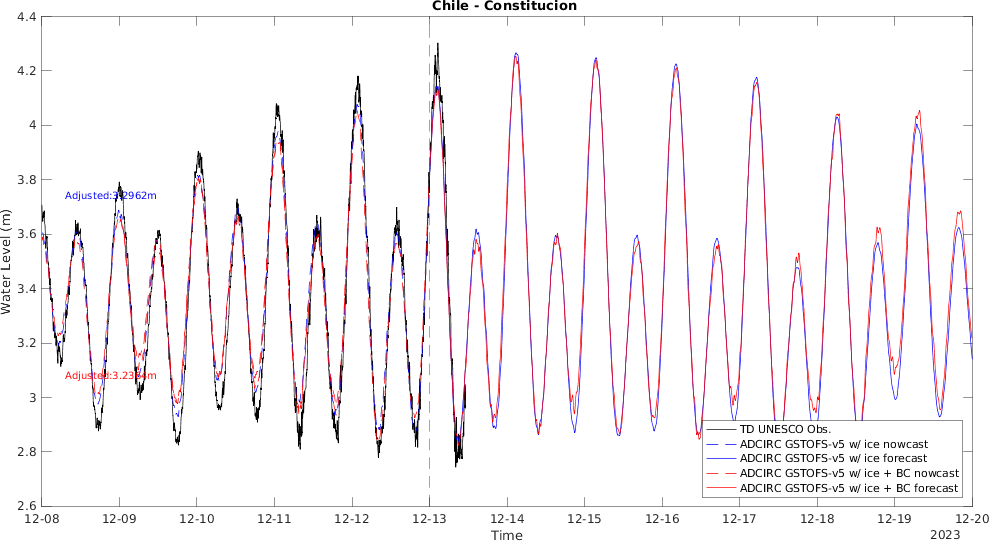 Chile - Constitucion
4.4
4.2
4
3.8
3.6
3.4
3.2
3
2.8
2.6
Water Level (m)
Adjusted:3.2962m
TD UNESCO Obs.
ADCIRC GSTOFS-v5 w/ ice nowcast
ADCIRC GSTOFS-v5 w/ ice forecast
ADCIRC GSTOFS-v5 w/ ice + BC nowcast
ADCIRC GSTOFS-v5 w/ ice + BC forecast
12-08 12-09 12-10 12-11 12-12 12-13 12-14 12-15 12-16 12-17 12-18 12-19 12-20
Time
2023